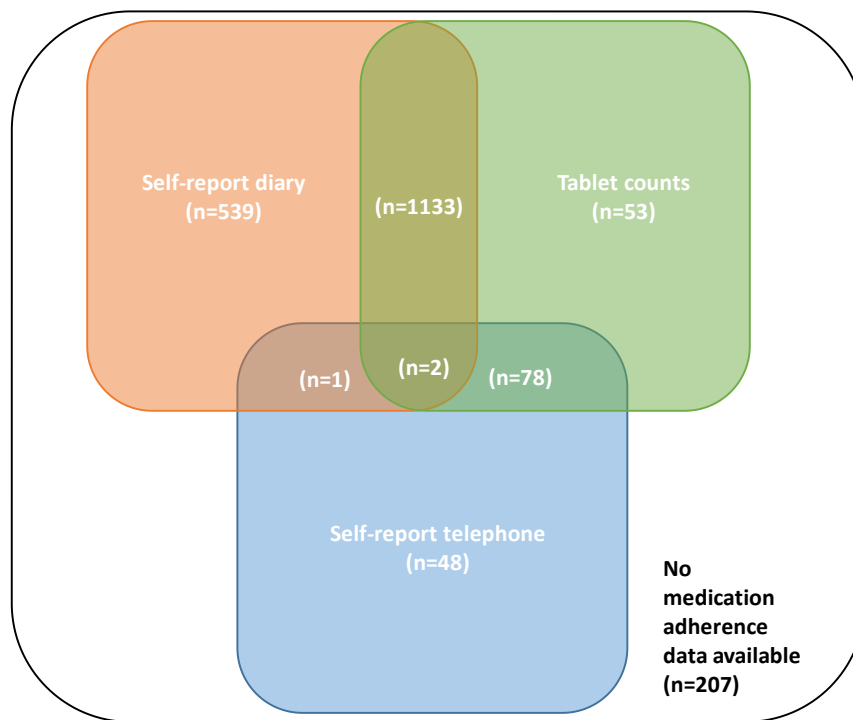 Self-report diary
(n=539)
(n=1133)
Tablet counts
(n=53)
(n=1)
(n=2)
(n=78)
Self-report telephone
(n=48)
No
medication
adherence
data available
(n=207)